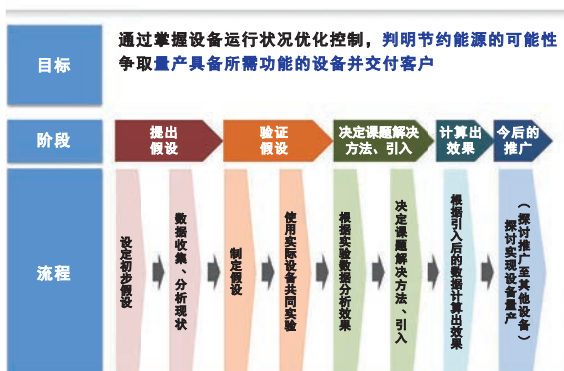 目标
通过掌握设备运行状况优化控制，判明节约能源的可能性
争取量产具备所需功能的设备并交付客户
阶段
提出
假设
验证
假设
决定课题解决
方法、引入
计算出
效果
今后的
推广
流程
设定初步假设
数据收集、分析现状
制定假设
使用实际设备共同实验
根据实验数据分析效果
决定课题解决方法、引入
根据引入后的数据计算出效果
（探讨推广至其他设备）
探讨实现设备量产